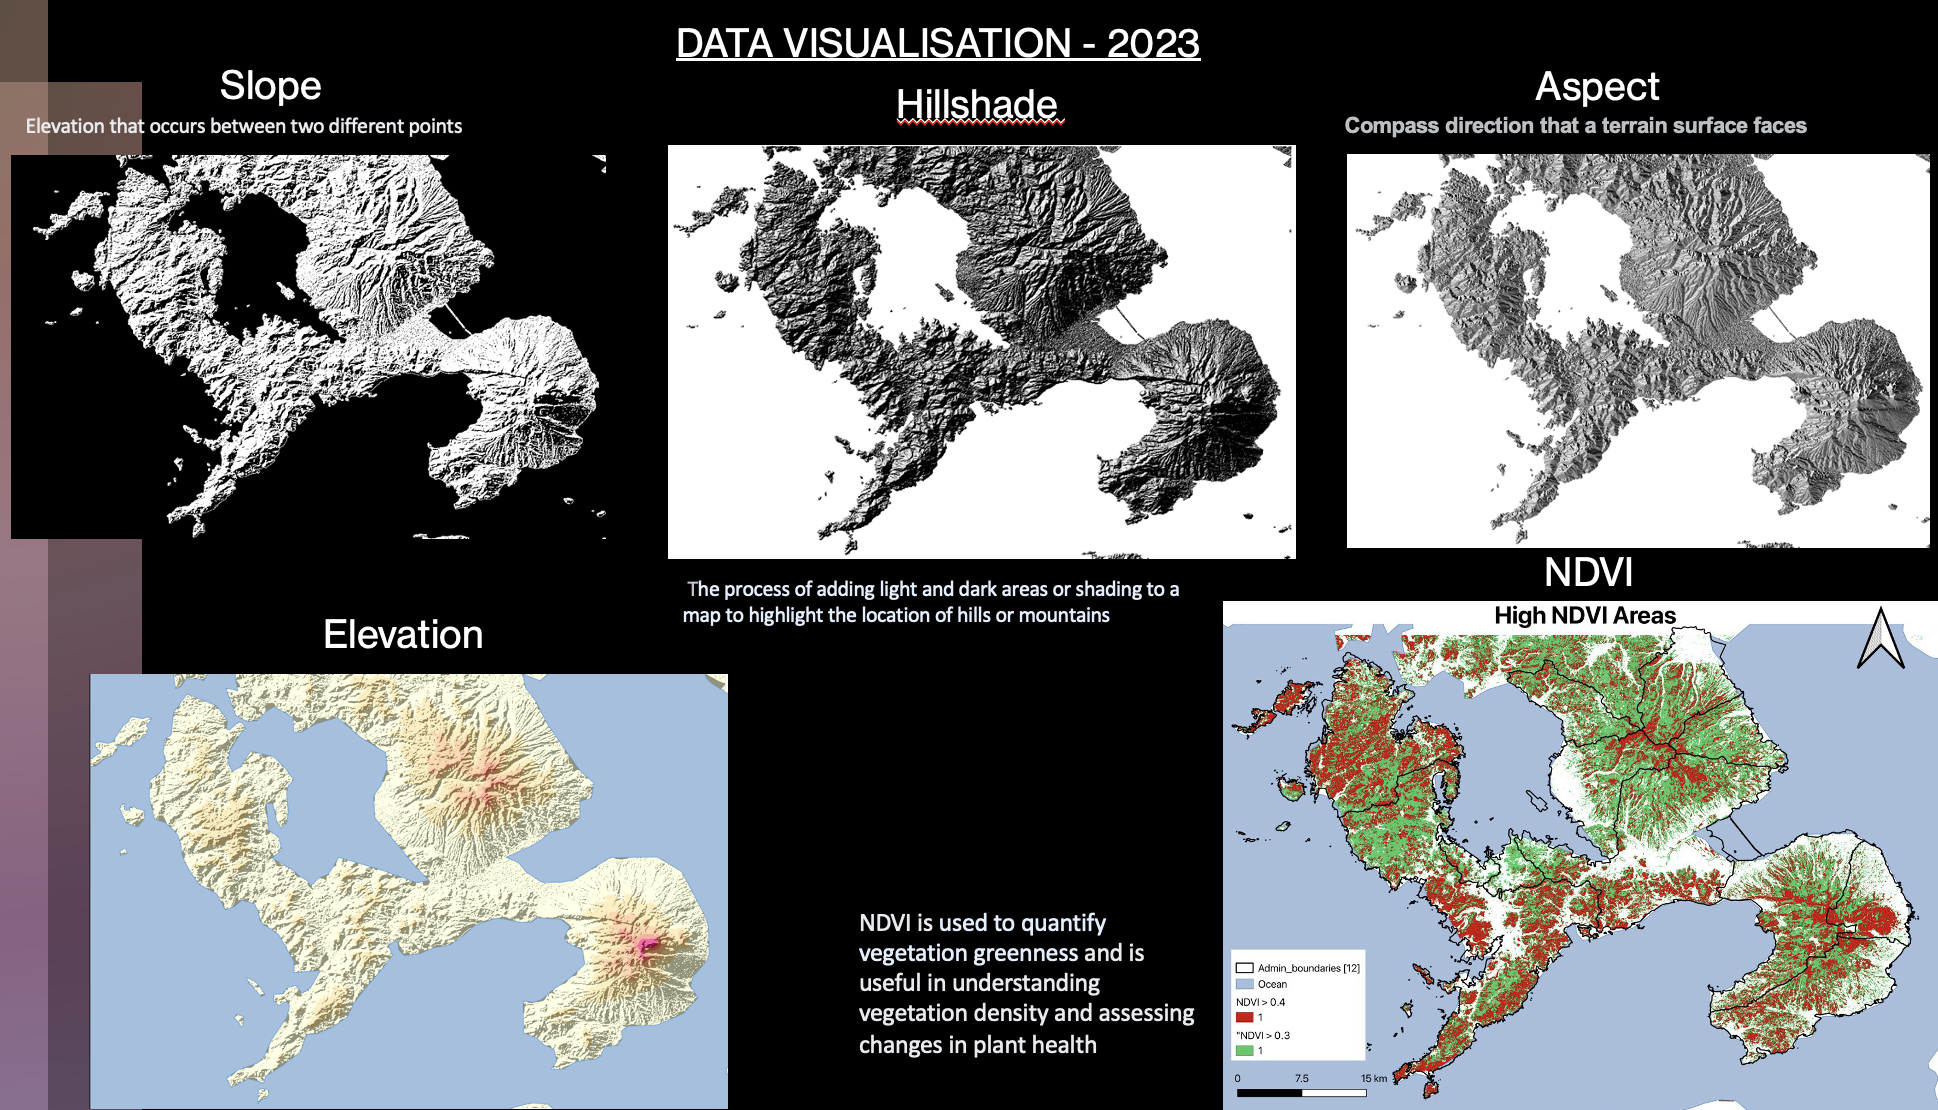 DATA VISUALISATION - 2023
Slope
Elevation that occurs between two different points
Hillshade
Aspect
Compass direction that a terrain surface faces
The process of adding light and dark areas or shading to a
map to highlight the location of hills or mountains
Elevation
NDVI
High NDVI Areas
NDVI is used to quantify
vegetation greenness and is
useful in understanding
vegetation density and assessing
changes in plant health
Admin_boundaries [12]
Ocean
NDVI > 0.4
1
"NDVI > 0.3
1
0 7.5 15 km